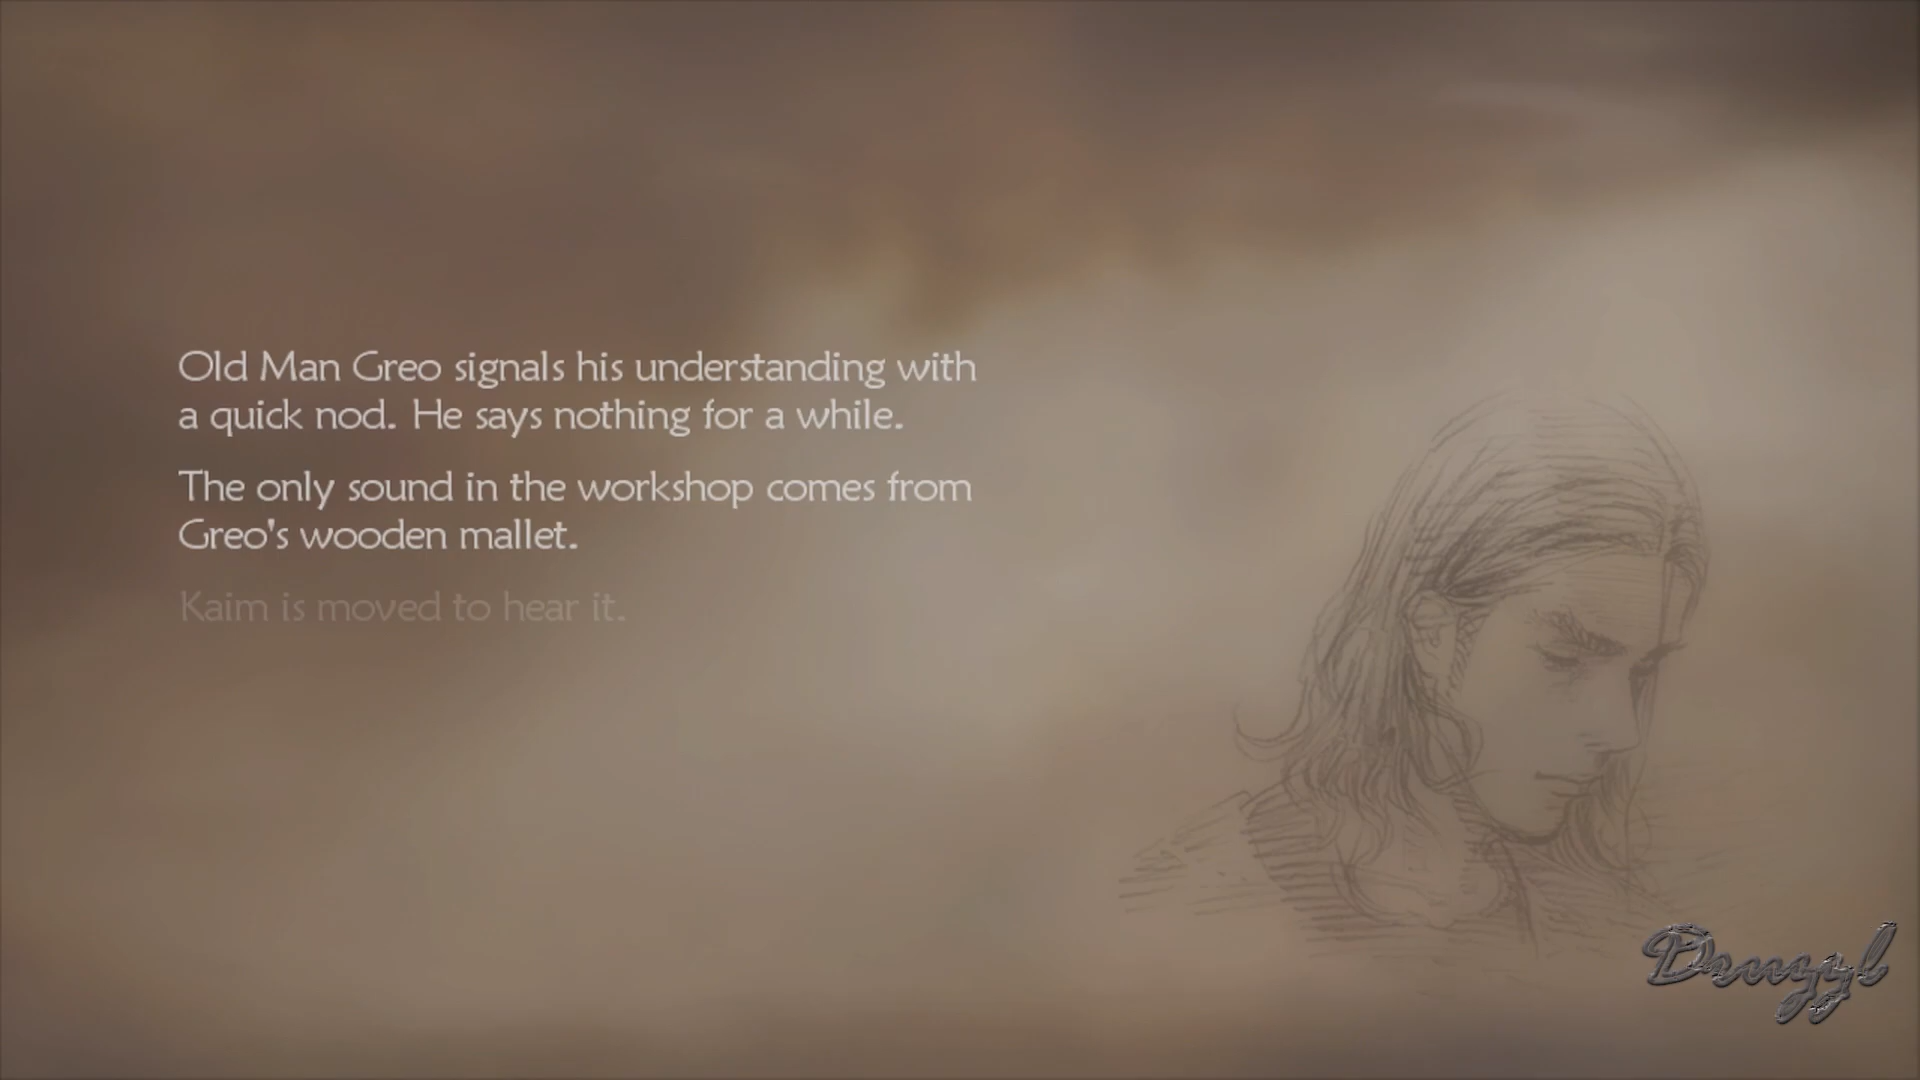 Old Man Greo signals his understanding with
a quick nod. He says nothing for a while.
The only sound in the workshop comes from
Greo's wooden mallet.
Kaim is moved to hear it.